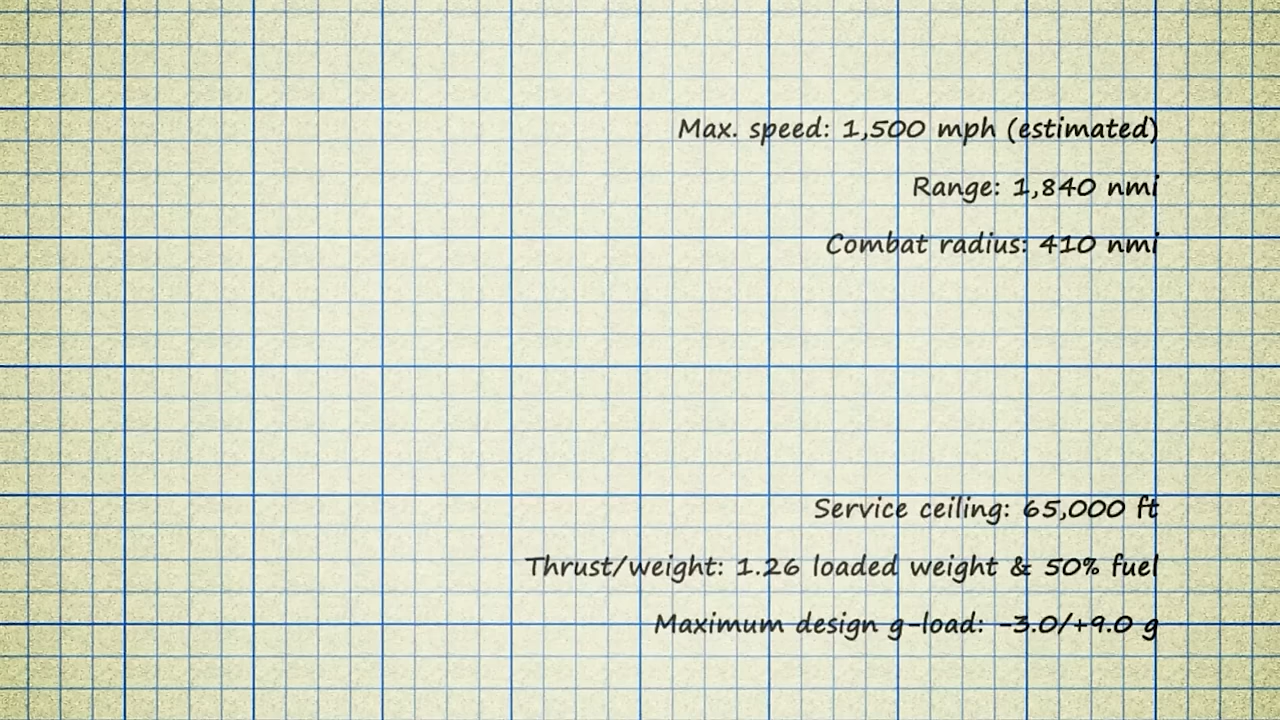 Max. speed: 1,500 mph (estimated)
Range: 1,840 nmi
Combat radius: 410 nmi
Service ceiling: 65,000 ft
Thrust/weight: 1.26 loaded weight & 50% fuel
Maximum design g-load: -3.0/+9.0 g